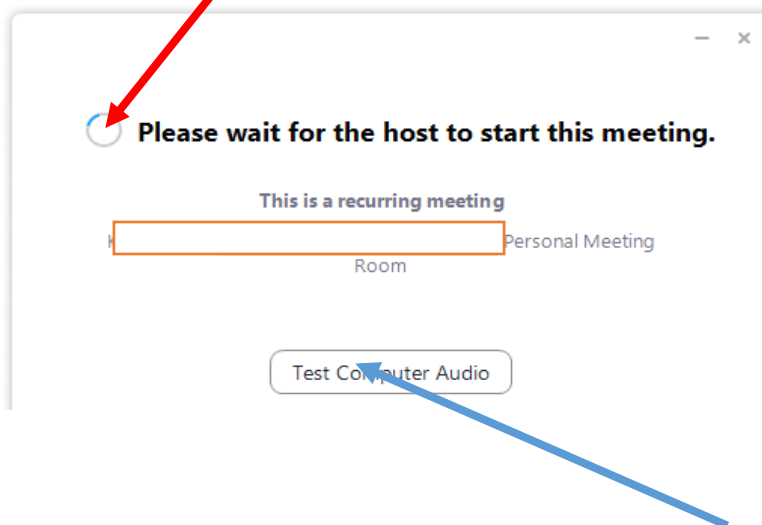 Please wait for the host to start this meeting.
This is a recurring meeting
Personal Meeting
Room
Test Computer Audio